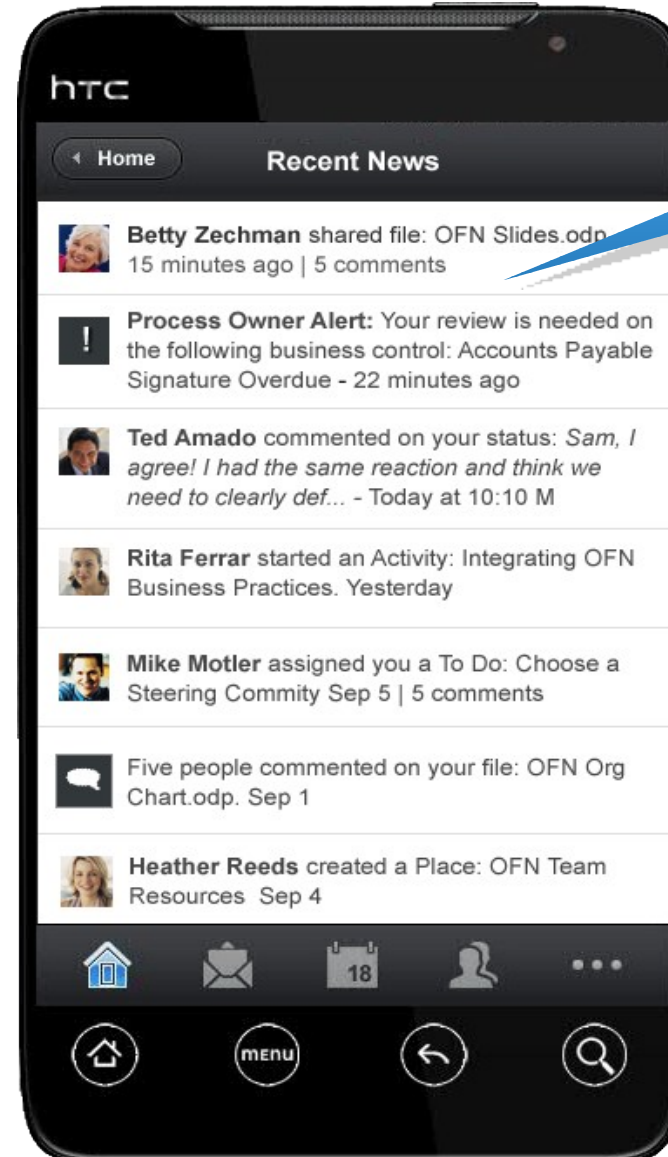 hTC
Home
Recent News
Betty Zechman shared file: OFN Slides.odp
15 minutes ago | 5 comments
!
Process Owner Alert: Your review is needed on
the following business control: Accounts Payable
Signature Overdue - 22 minutes ago
Ted Amado commented on your status: Sam, I
agree! I had the same reaction and think we
need to clearly def... - Today at 10:10 M
Rita Ferrar started an Activity: Integrating OFN
Business Practices. Yesterday
Mike Motler assigned you a To Do: Choose a
Steering Commity Sep 5 | 5 comments
Five people commented on your file: OFN Org
Chart.odp. Sep 1
Heather Reeds created a Place: OFN Team
Resources Sep 4
18
MENU